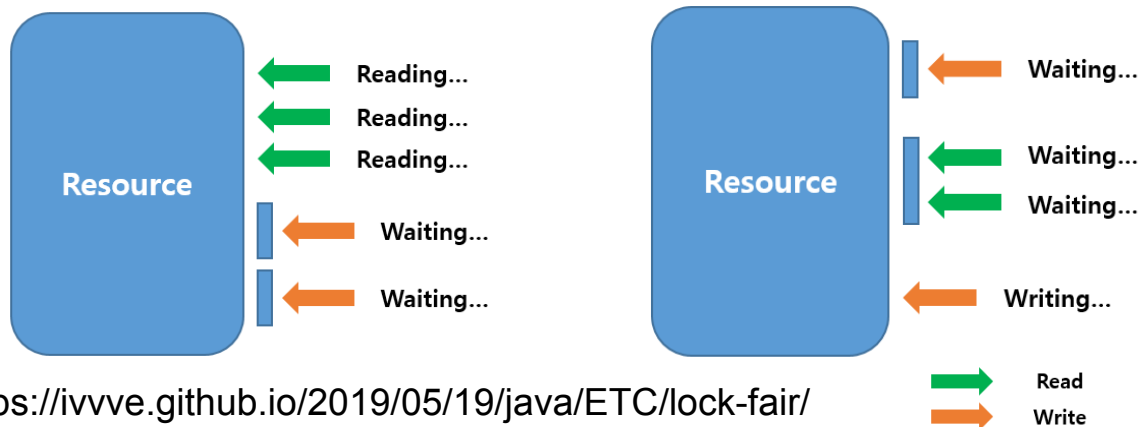 Resource
Reading...
Reading...
Reading...
Waiting...
Waiting...
Resource
Waiting...
Waiting...
Waiting...
Writing...
ps://ivvve.github.io/2019/05/19/java/ETC/lock-fair/
Read
Write